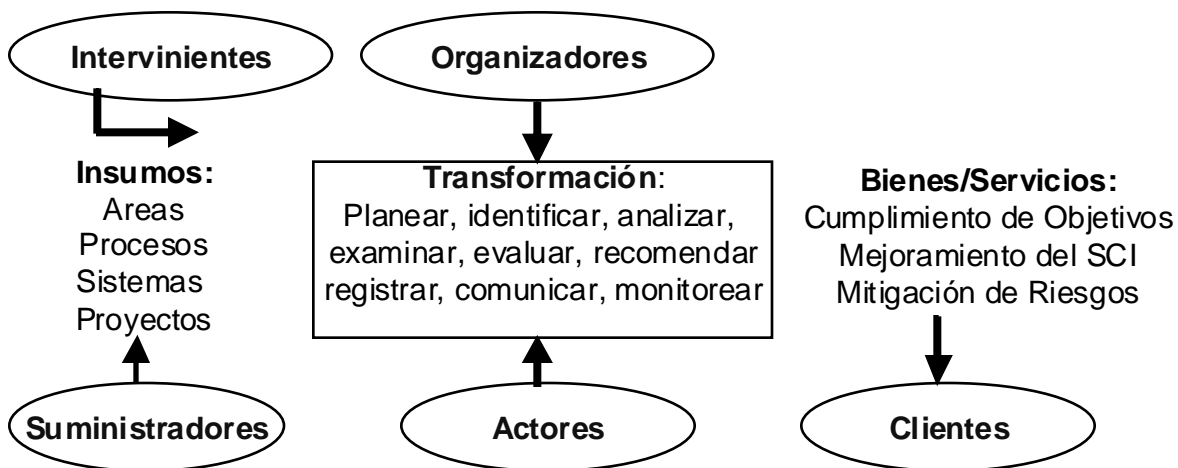 Intervinientes
Organizadores
Insumos:
Areas
Procesos
Sistemas
Proyectos
Transformación:
Planear, identificar, analizar,
examinar, evaluar, recomendar
registrar, comunicar, monitorear
Bienes/Servicios:
Cumplimiento de Objetivos
Mejoramiento del SCI
Mitigación de Riesgos
Suministradores
Actores
Clientes